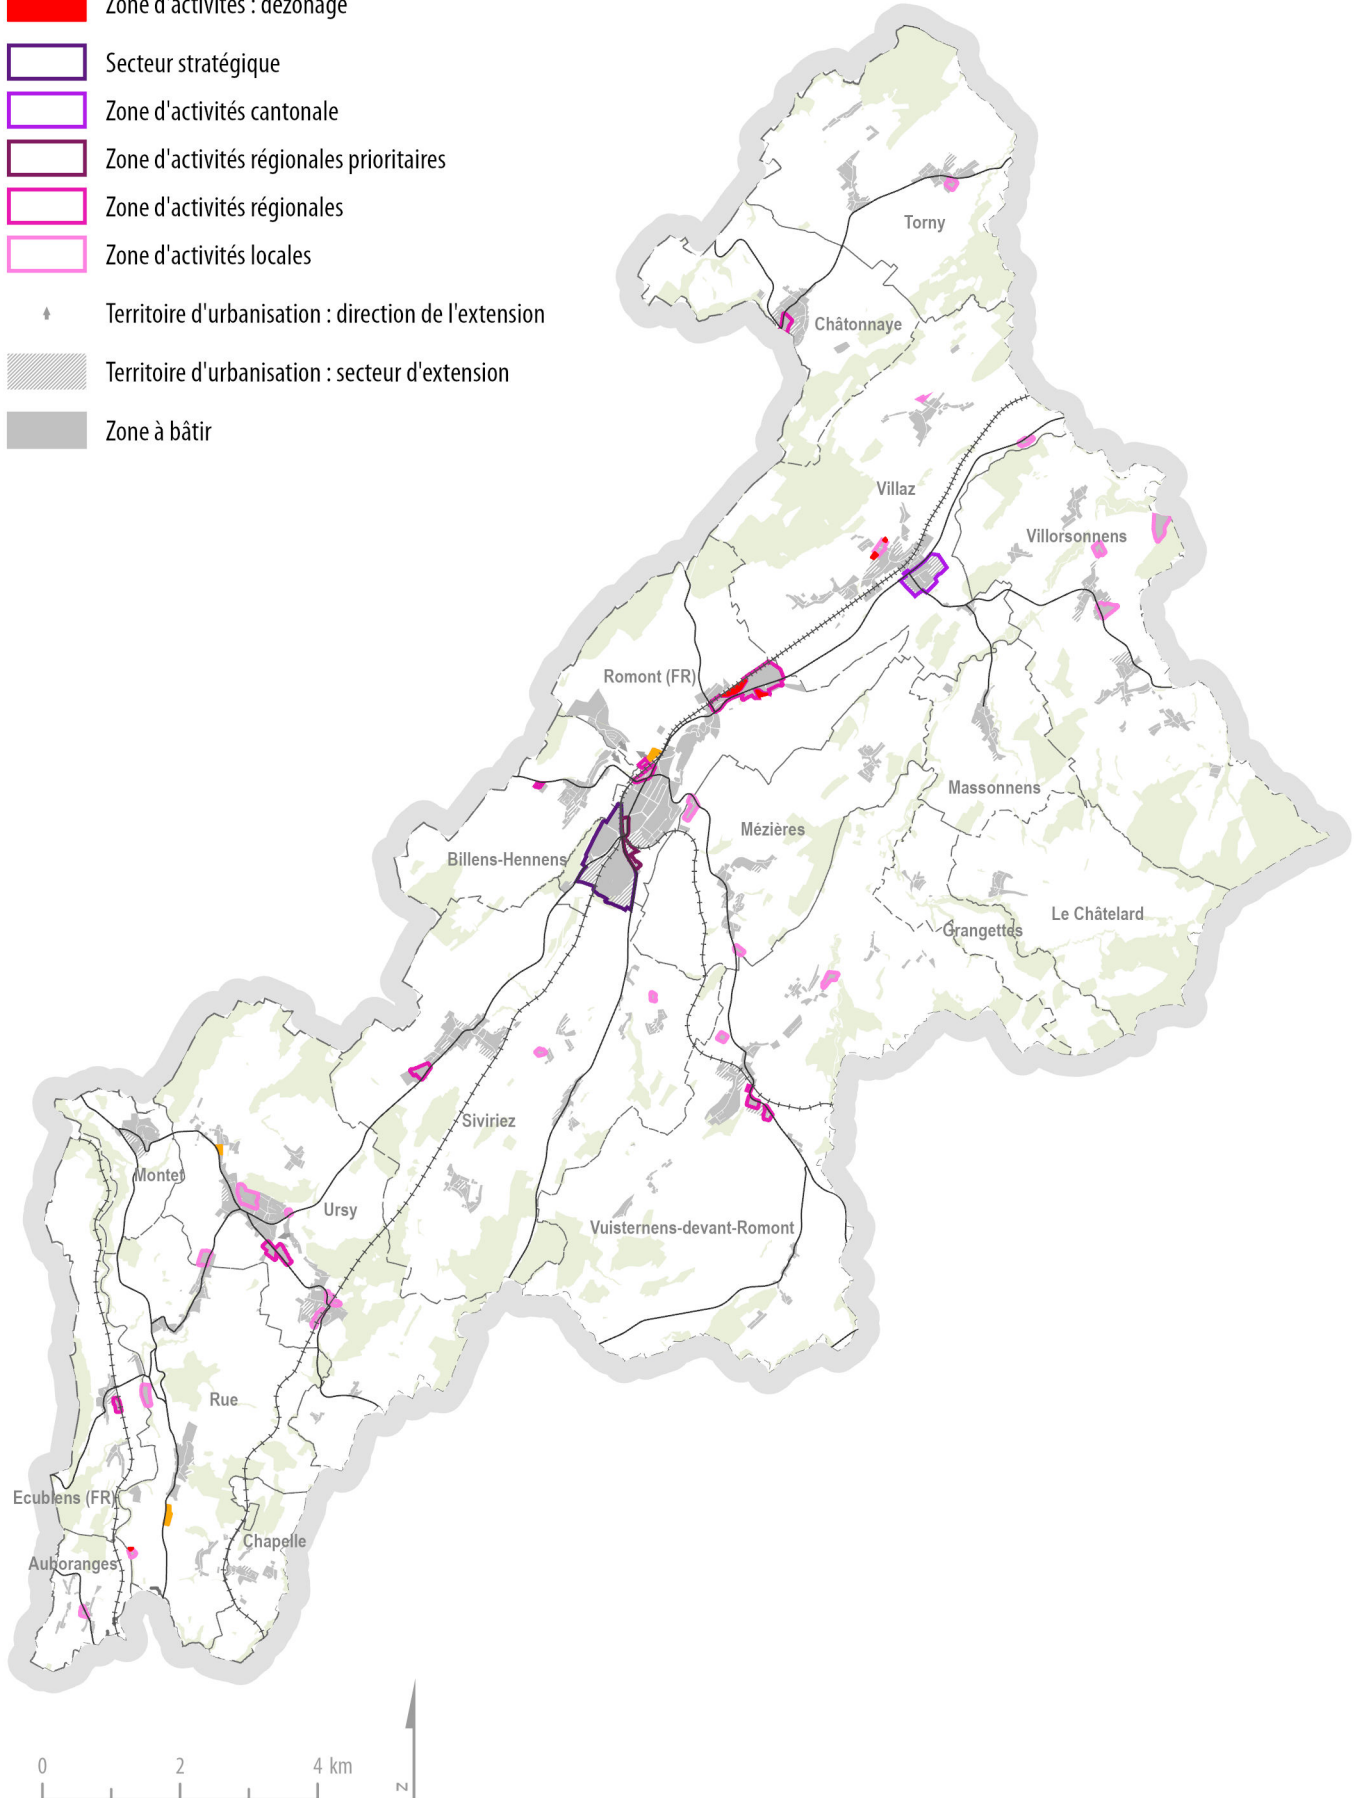 Zone d'activités : dézonage
Secteur stratégique
Zone d'activités cantonale
Zone d'activités régionales prioritaires
Zone d'activités régionales
Zone d'activités locales
Territoire d'urbanisation : direction de l'extension
Territoire d'urbanisation : secteur d'extension
Zone à bâtir
Torny
Châtonnaye
Villaz
Villorsonnens
Romont (FR)
Massonnens
Mézières
Billens-Hennens
Le Châtelard
Grangettes
Siviriez
Montet
Ursy
Vuisternens-devant-Romont
Rue
Ecublens (FR)
Chapelle
Auboranges
0 2 4 km
N